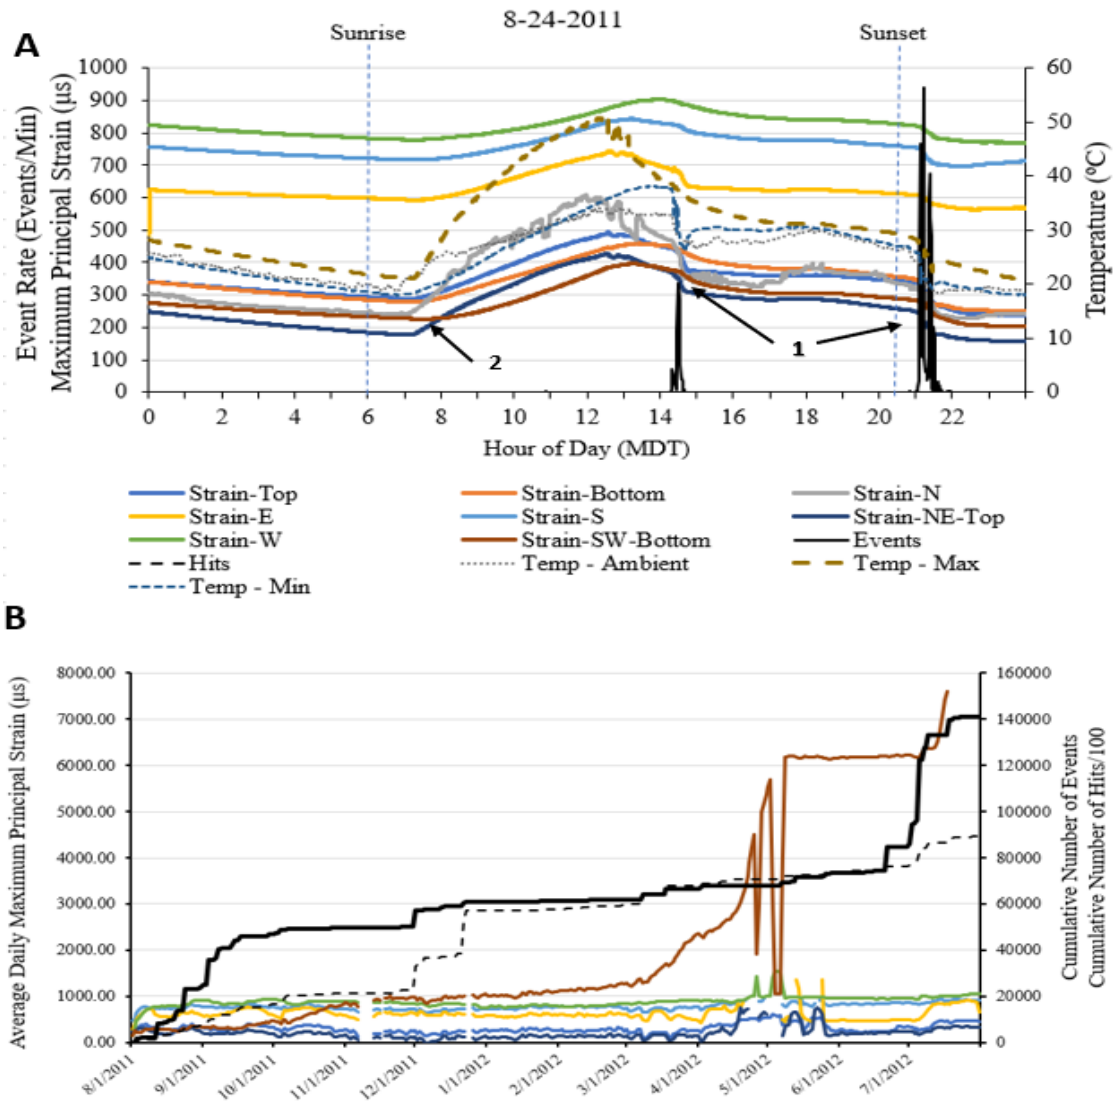 8-24-2011
A
Sunrise
Sunset
Event Rate (Events/Min)
Maximum Principal Strain (µs)
1000
900
800
700
600
500
400
300
200
100
0
60
50
40
30
20
10
0
Temperature (ºC)
2
1
0 2 4 6 8 10 12 14 16 18 20 22
Hour of Day (MDT)
Strain-Top Strain-Bottom Strain-N
Strain-E Strain-S Strain-NE-Top
Strain-W Strain-SW-Bottom Events
Hits Temp - Ambient Temp - Max
Temp - Min
B
Average Daily Maximum Principal Strain (µs)
8000.00
7000.00
6000.00
5000.00
4000.00
3000.00
2000.00
1000.00
0.00
160000
140000
120000
100000
80000
60000
40000
20000
0
Cumulative Number of Events
Cumulative Number of Hits/100
8/1/2011 9/1/2011 10/1/2011 11/1/2011 12/1/2011 1/1/2012 2/1/2012 3/1/2012 4/1/2012 5/1/2012 6/1/2012 7/1/2012